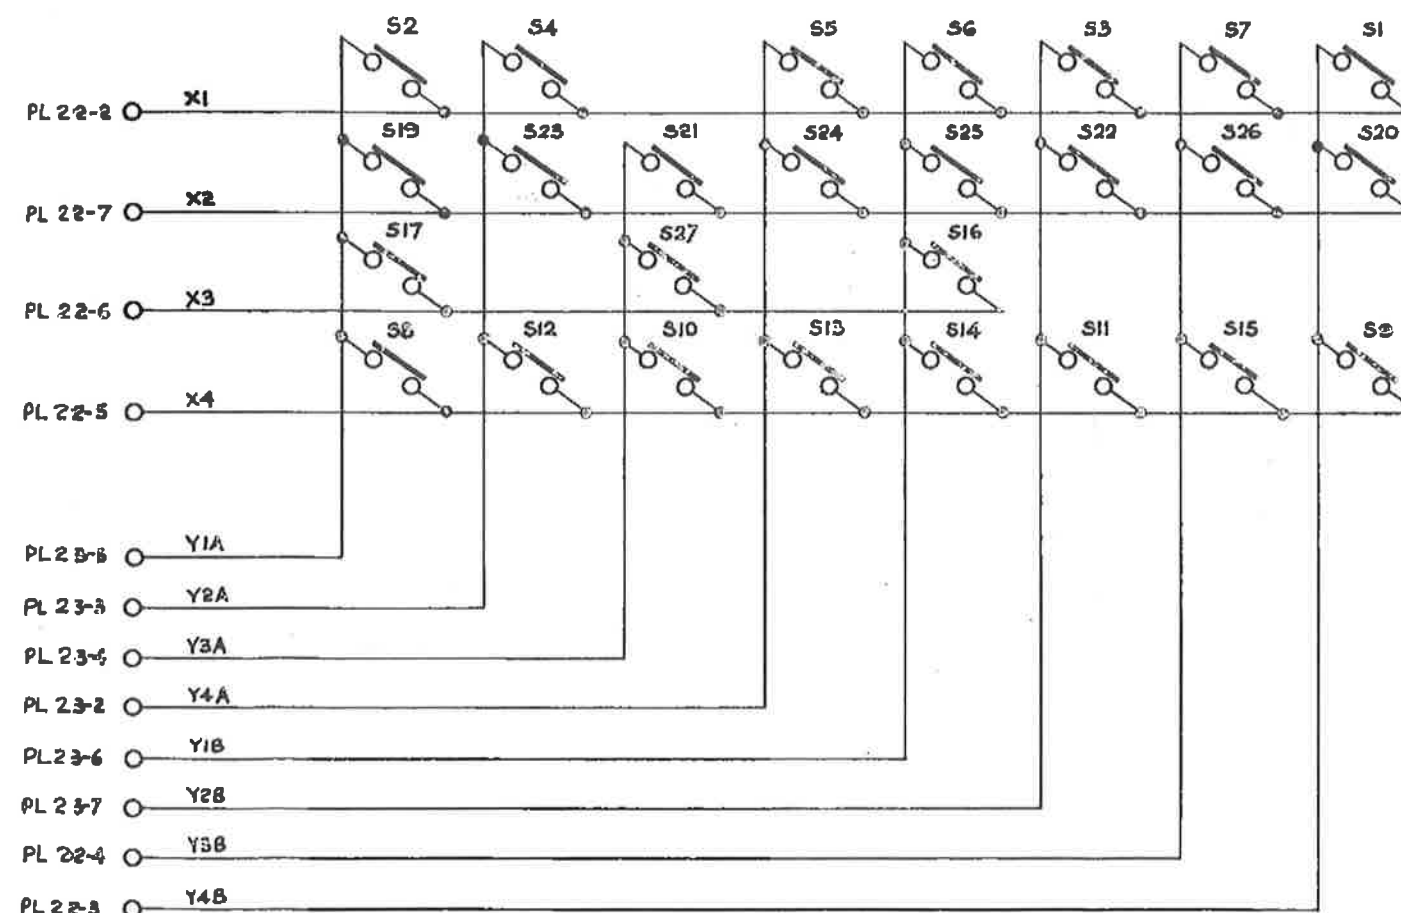 S2 S4 S5 S6 S3 S7 S1
PL 22-2 X1
S19 S23 S21 S24 S25 S22 S26 S20
PL 22-7 X2
S17 S27 S16
PL 22-6 X3
S8 S12 S10 S13 S14 S11 S15 S9
PL 22-5 X4
Y1A
PL 23-3 Y2A
Y3A
PL 23-2 Y4A
PL 23-6 Y1B
PL 23-7 Y2B
PL 22-4 Y3B
PL 22-3 Y4B